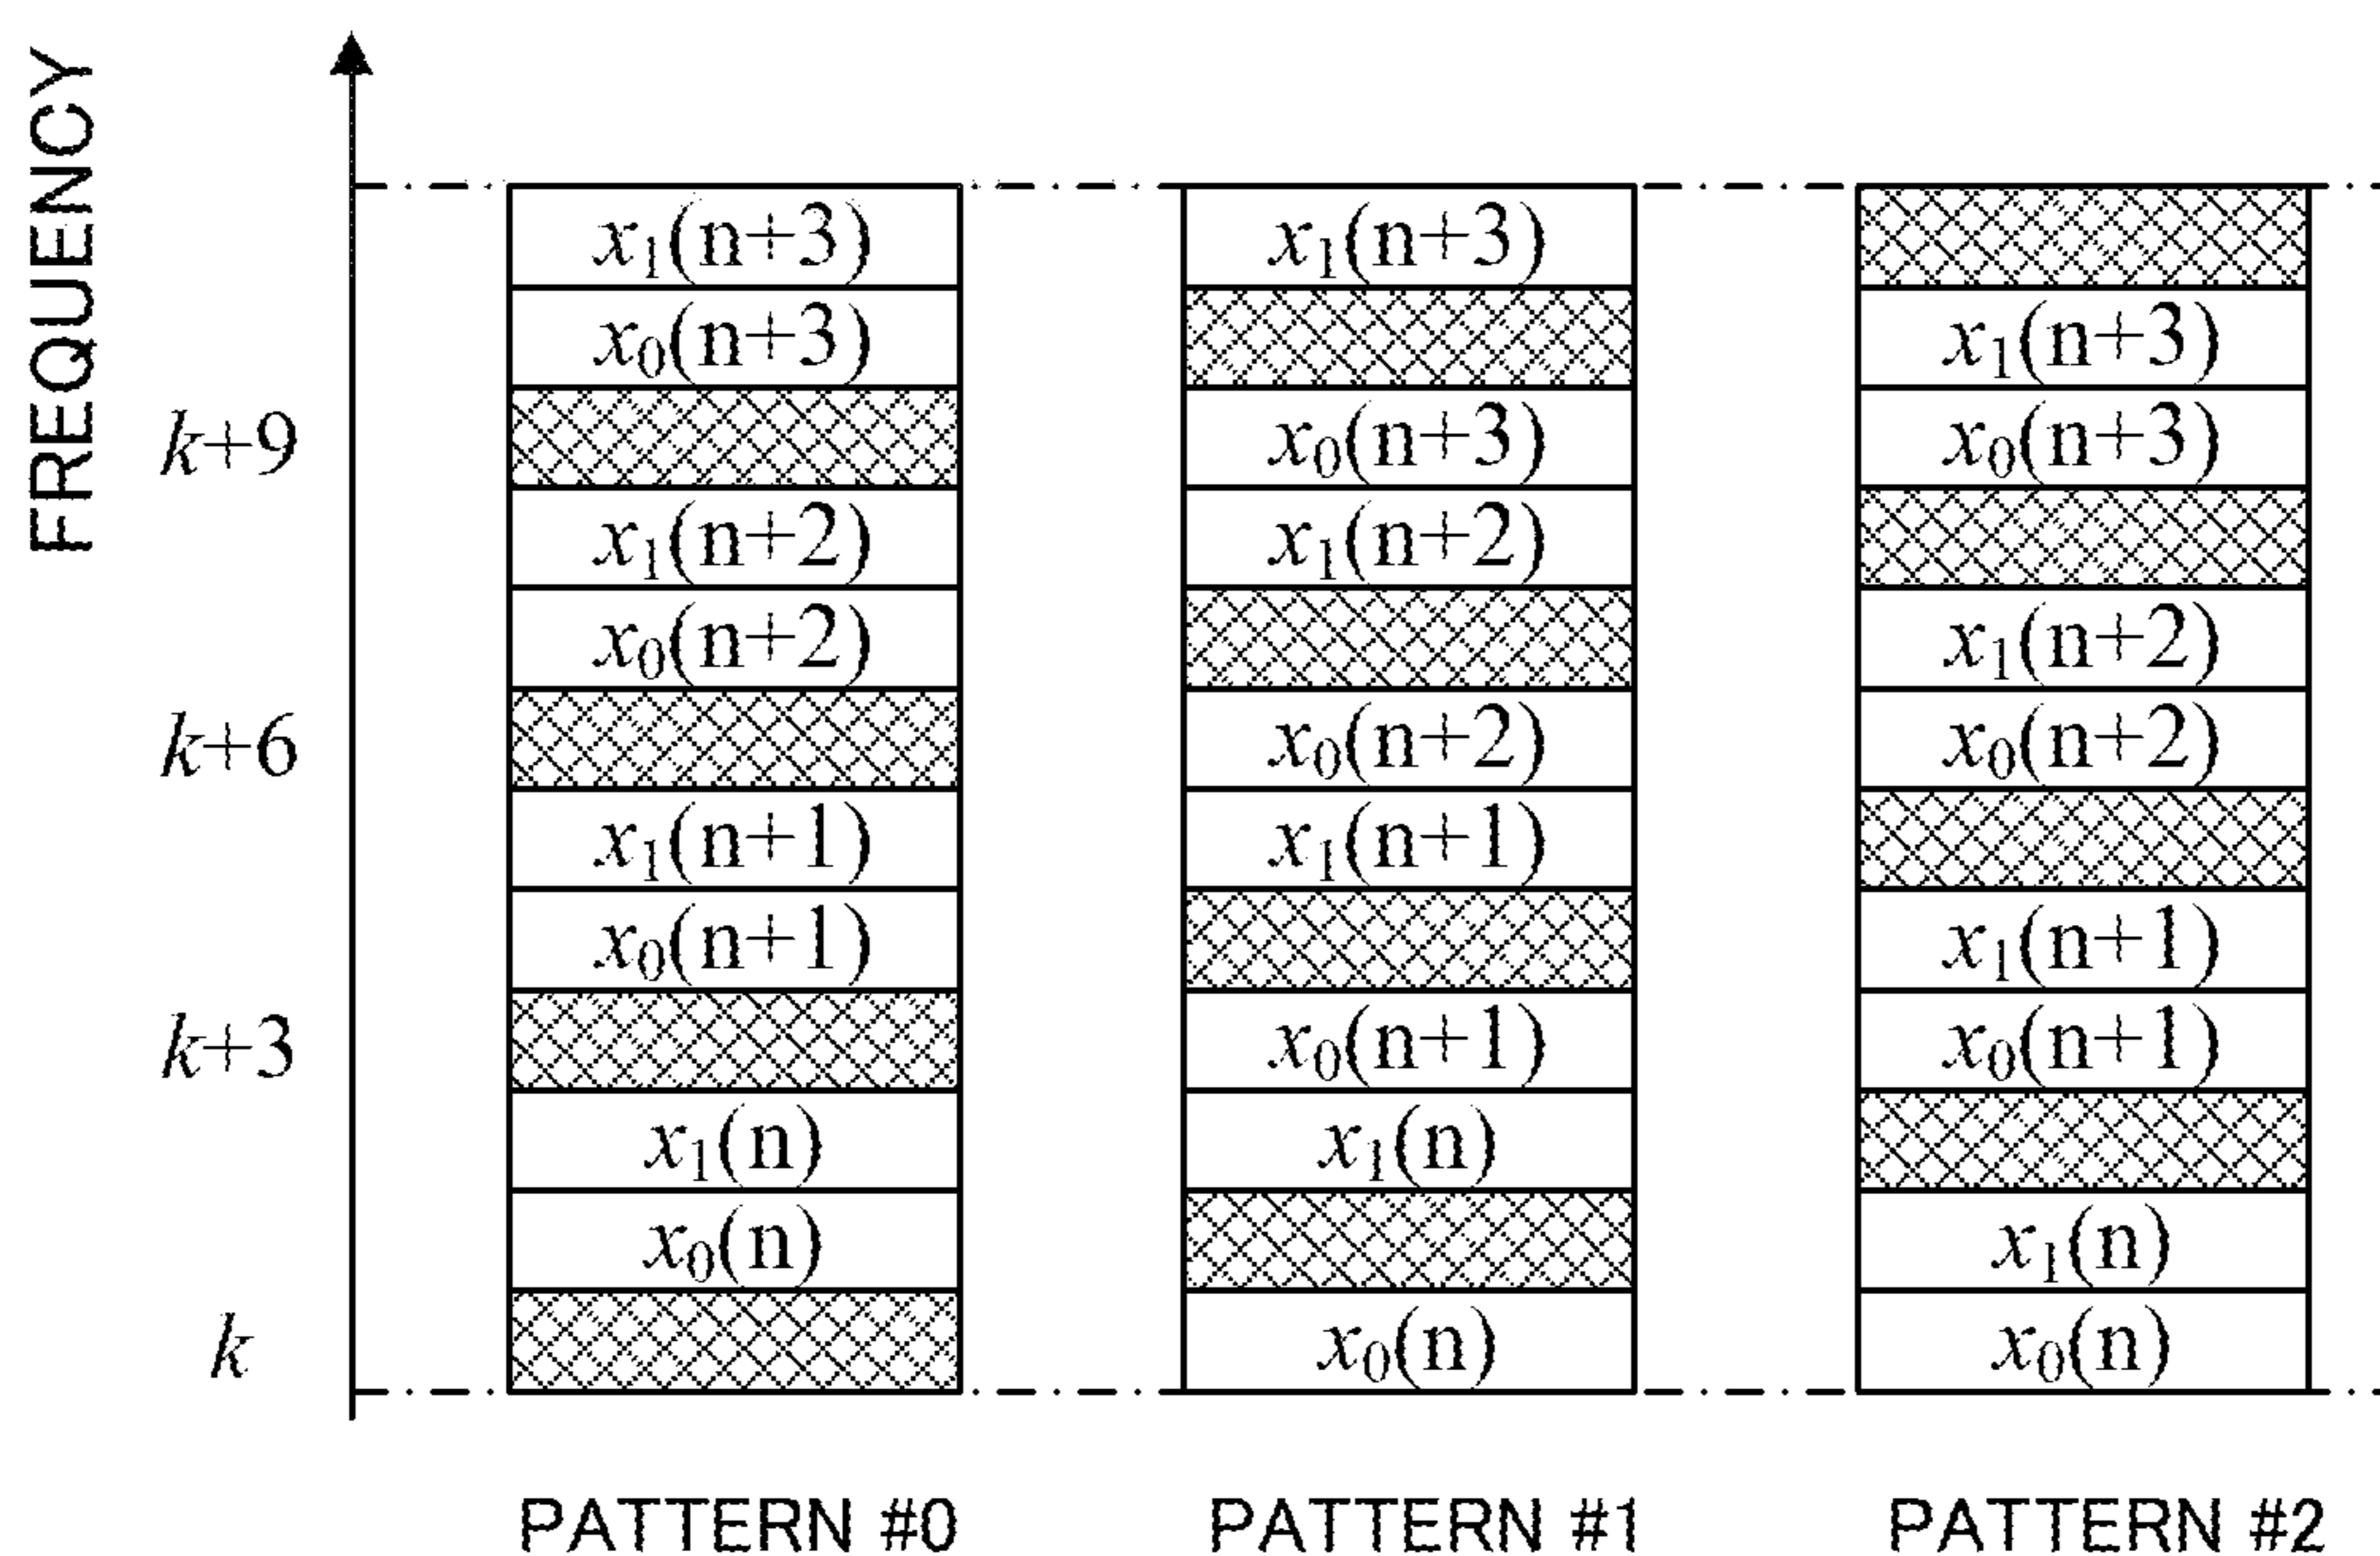 FREQUENCY
x₁(n+3) x₁(n+3)
x₀(n+3) x₁(n+3)
k+9 x₀(n+3) x₀(n+3)
x₁(n+2) x₁(n+2)
x₀(n+2) x₁(n+2)
k+6 x₀(n+2) x₀(n+2)
x₁(n+1) x₁(n+1)
x₀(n+1) x₁(n+1)
k+3 x₀(n+1) x₀(n+1)
x₁(n) x₁(n)
x₀(n) x₁(n)
k x₀(n) x₀(n)
PATTERN #0 PATTERN #1 PATTERN #2